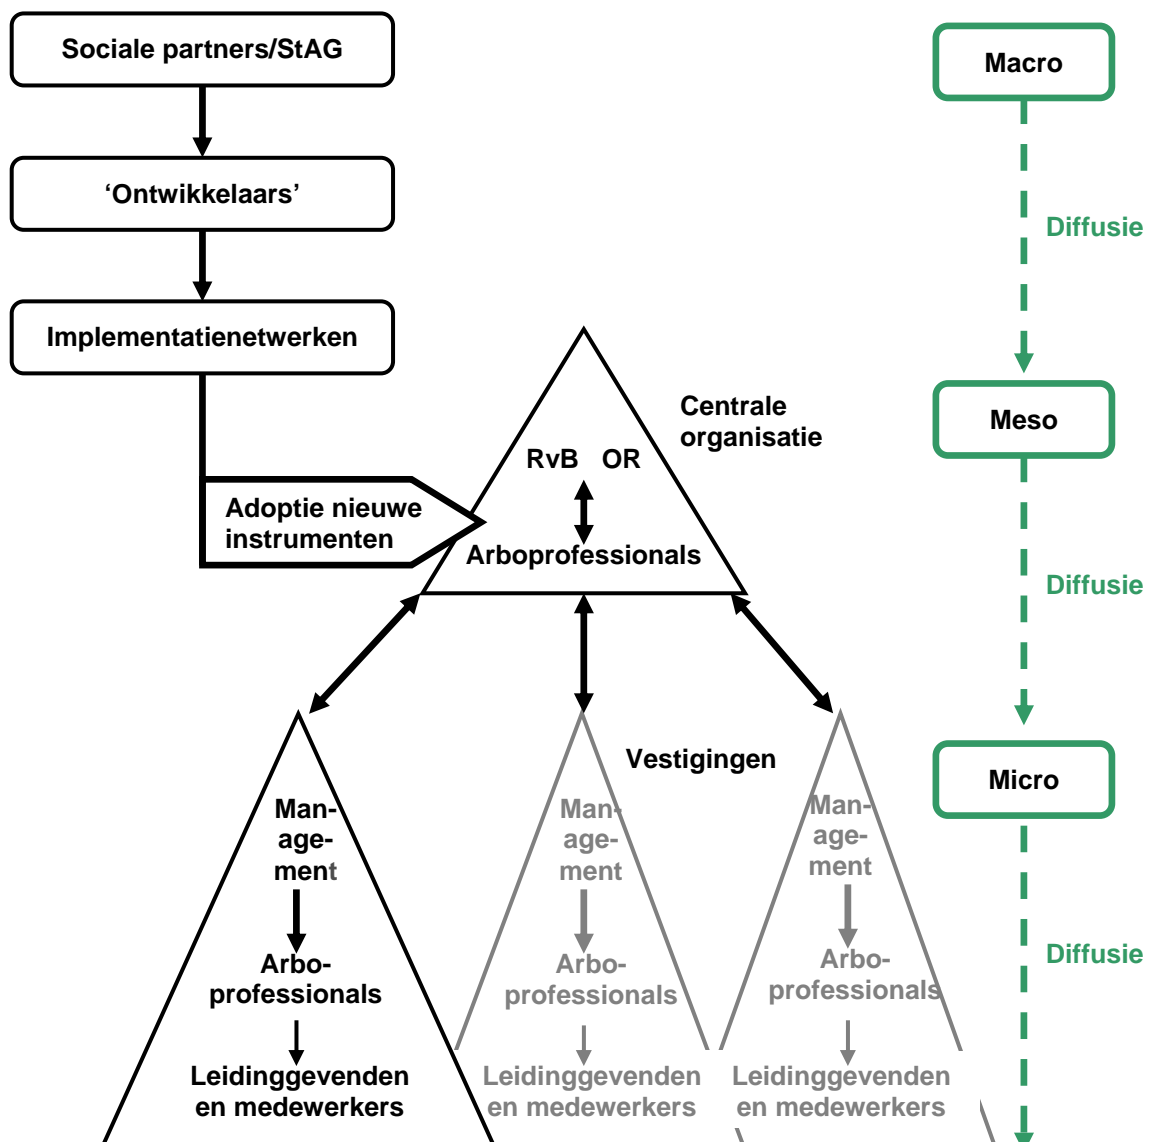 Sociale partners/StAG
Macro
‘Ontwikkelaars’
Diffusie
Implementatienetwerken
Centrale
organisatie
Meso
RvB OR
Adoptie nieuwe
instrumenten
Arboprofessionals
Diffusie
Vestigingen
Micro
Man-
age-
ment
Arbo-
professionals
Leidinggevenden
en medewerkers
Man-
age-
ment
Arbo-
professionals
Leidinggevenden
en medewerkers
Man-
age-
ment
Arbo-
professionals
Leidinggevenden
en medewerkers
Diffusie